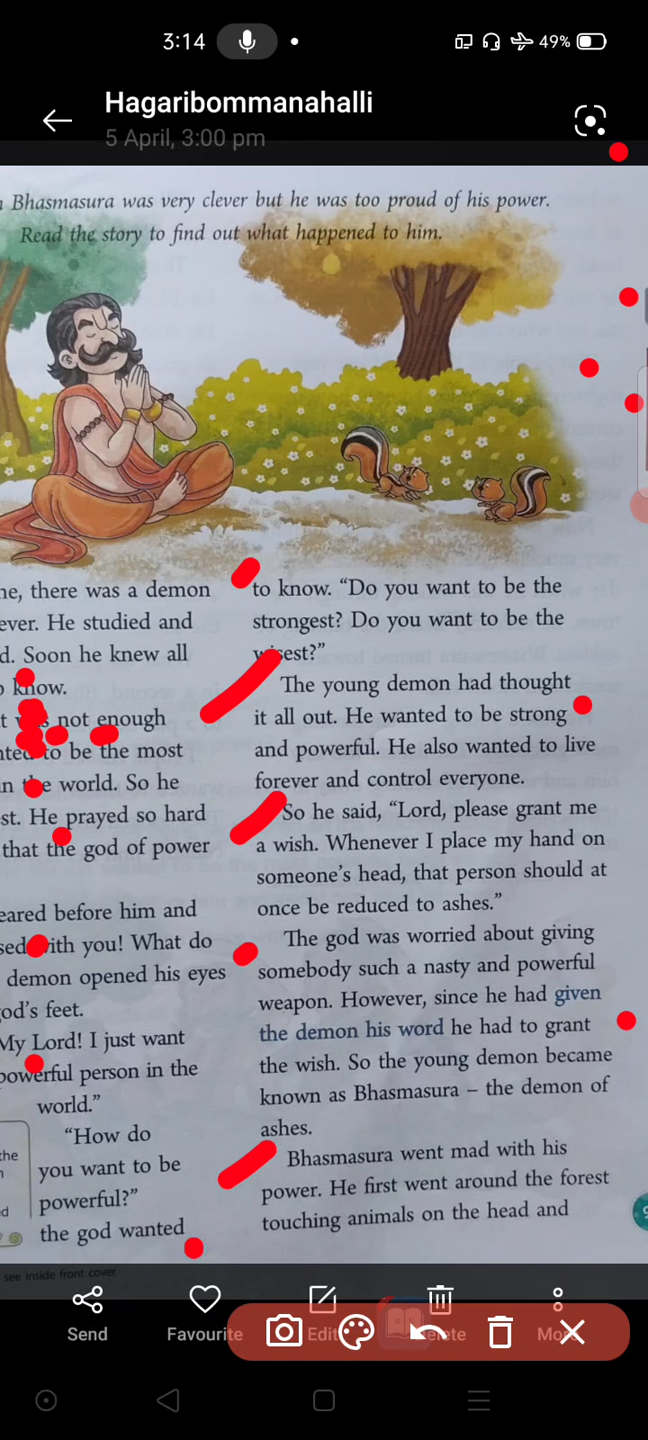 3:14
49%
Hagaribommanahalli
5 April, 3:00 pm
Bhasmasura was very clever but he was too proud of his power.
Read the story to find out what happened to him.
there was a demon
He studied and
Soon he knew all
know.
not enough
to be the most
in the world. So he
He prayed so hard
that the god of power
before him and
with you! What do
demon opened his eyes
feet.
My Lord! I just want
powerful person in the
world.”
“How do
you want to be
powerful?”
the god wanted
to know. “Do you want to be the
strongest? Do you want to be the
wisest?”
The young demon had thought
it all out. He wanted to be strong
and powerful. He also wanted to live
forever and control everyone.
So he said, “Lord, please grant me
a wish. Whenever I place my hand on
someone’s head, that person should at
once be reduced to ashes.”
The god was worried about giving
somebody such a nasty and powerful
weapon. However, since he had given
the demon his word he had to grant
the wish. So the young demon became
known as Bhasmasura – the demon of
ashes.
Bhasmasura went mad with his
power. He first went around the forest
touching animals on the head and
see inside front cover.
Send
Favourite
Edit